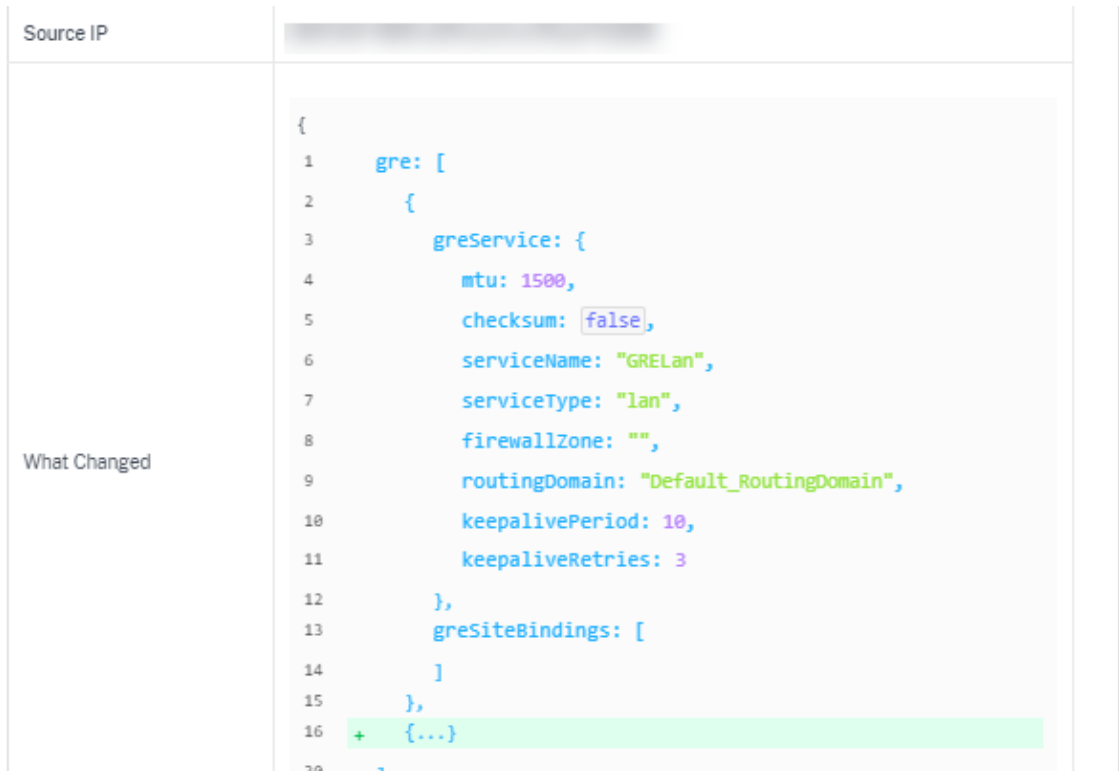 Source IP
What Changed
{
1 gre: [
2 {
3 greService: {
4 mtu: 1500,
5 checksum: false,
6 serviceName: "GRELan",
7 serviceType: "lan",
8 firewallZone: "",
9 routingDomain: "Default_RoutingDomain",
10 keepalivePeriod: 10,
11 keepaliveRetries: 3
12 },
13 greSiteBindings: [
14 ]
15 },
16 + {...}